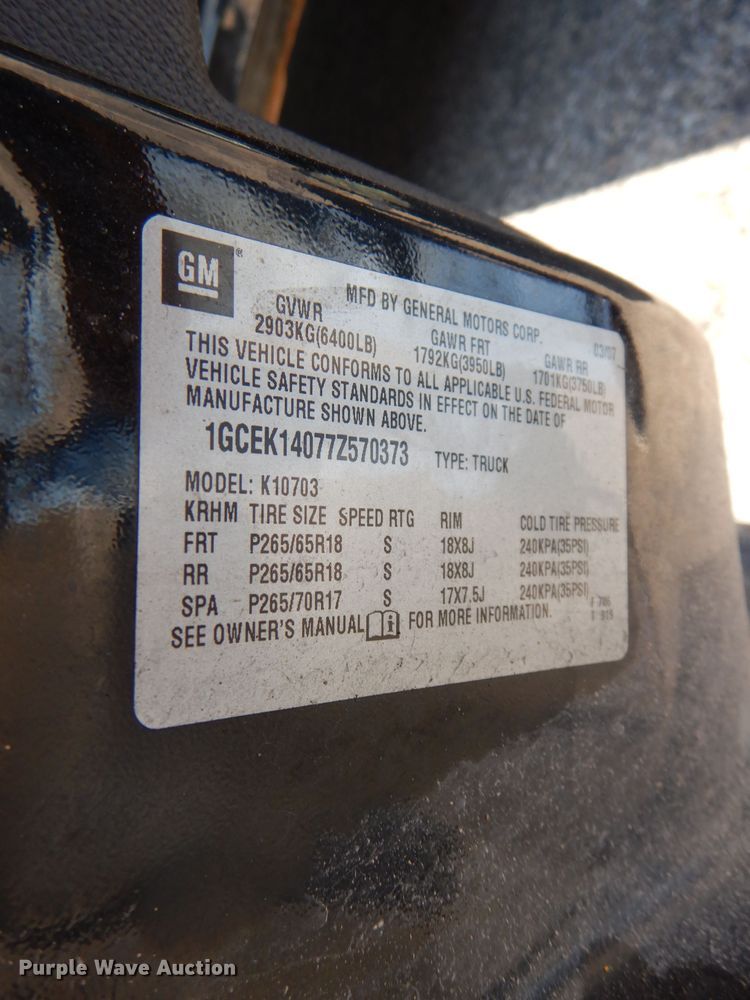 GM®
MFD BY GENERAL MOTORS CORP. 03/07
GVWR GAWR FRT GAWR RR
2903KG(6400LB) 1792KG(3950LB) 1701KG(3750LB)
THIS VEHICLE CONFORMS TO ALL APPLICABLE U.S. FEDERAL MOTOR
VEHICLE SAFETY STANDARDS IN EFFECT ON THE DATE OF
MANUFACTURE SHOWN ABOVE.
1GCEK14077Z570373 TYPE: TRUCK
MODEL: K10703
KRHM TIRE SIZE SPEED RTG RIM COLD TIRE PRESSURE
FRT P265/65R18 S 18X8J 240KPA(35PSI)
RR P265/65R18 S 18X8J 240KPA(35PSI)
SPA P265/70R17 S 17X7.5J 240KPA(35PSI)
SEE OWNER'S MANUAL i FOR MORE INFORMATION.
Purple Wave Auction